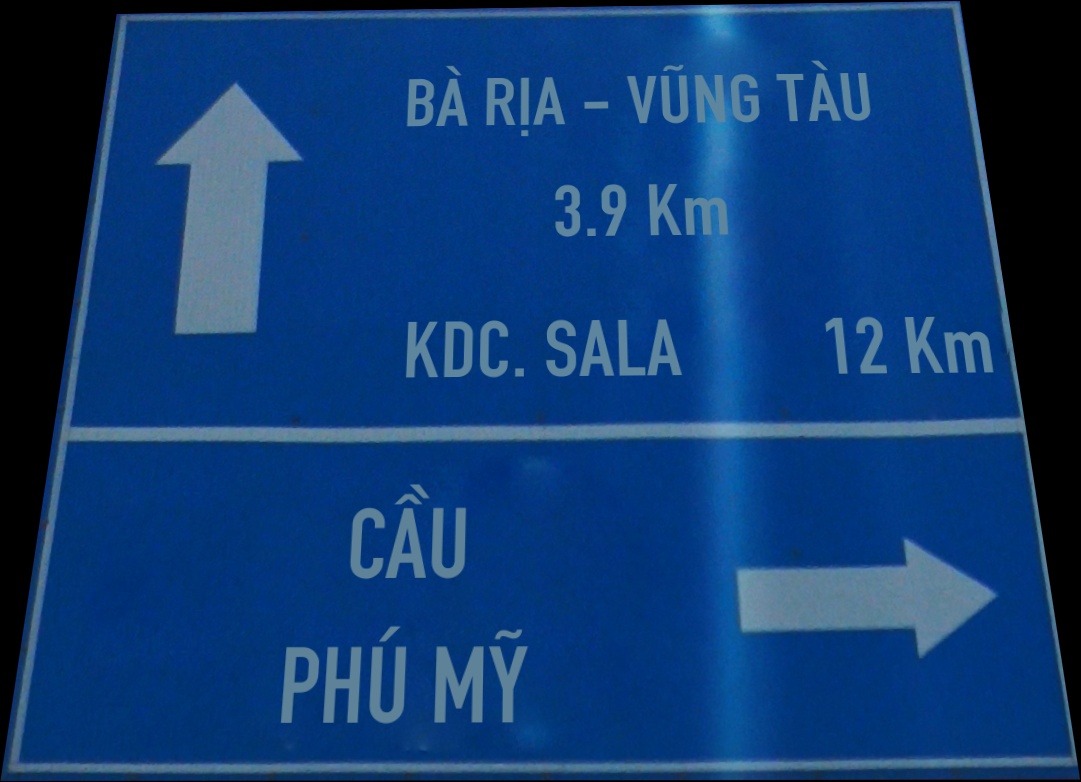 BÀ RỊA – VŨNG TÀU
3.9 Km
KDC. SALA 12 Km
CẦU
PHÚ MỸ